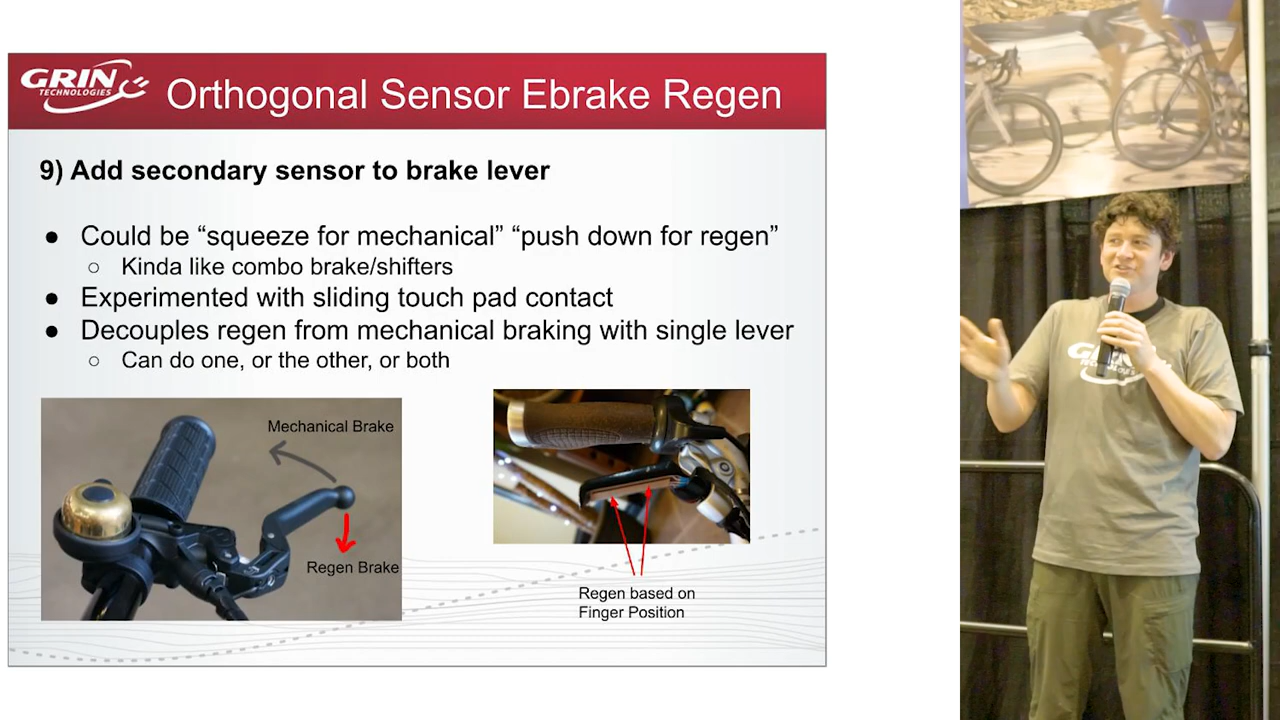 GRIN
TECHNOLOGIES
Orthogonal Sensor Ebrake Regen
9) Add secondary sensor to brake lever
● Could be “squeeze for mechanical” “push down for regen”
○ Kinda like combo brake/shifters
● Experimented with sliding touch pad contact
● Decouples regen from mechanical braking with single lever
○ Can do one, or the other, or both
Mechanical Brake
Regen Brake
Regen based on
Finger Position